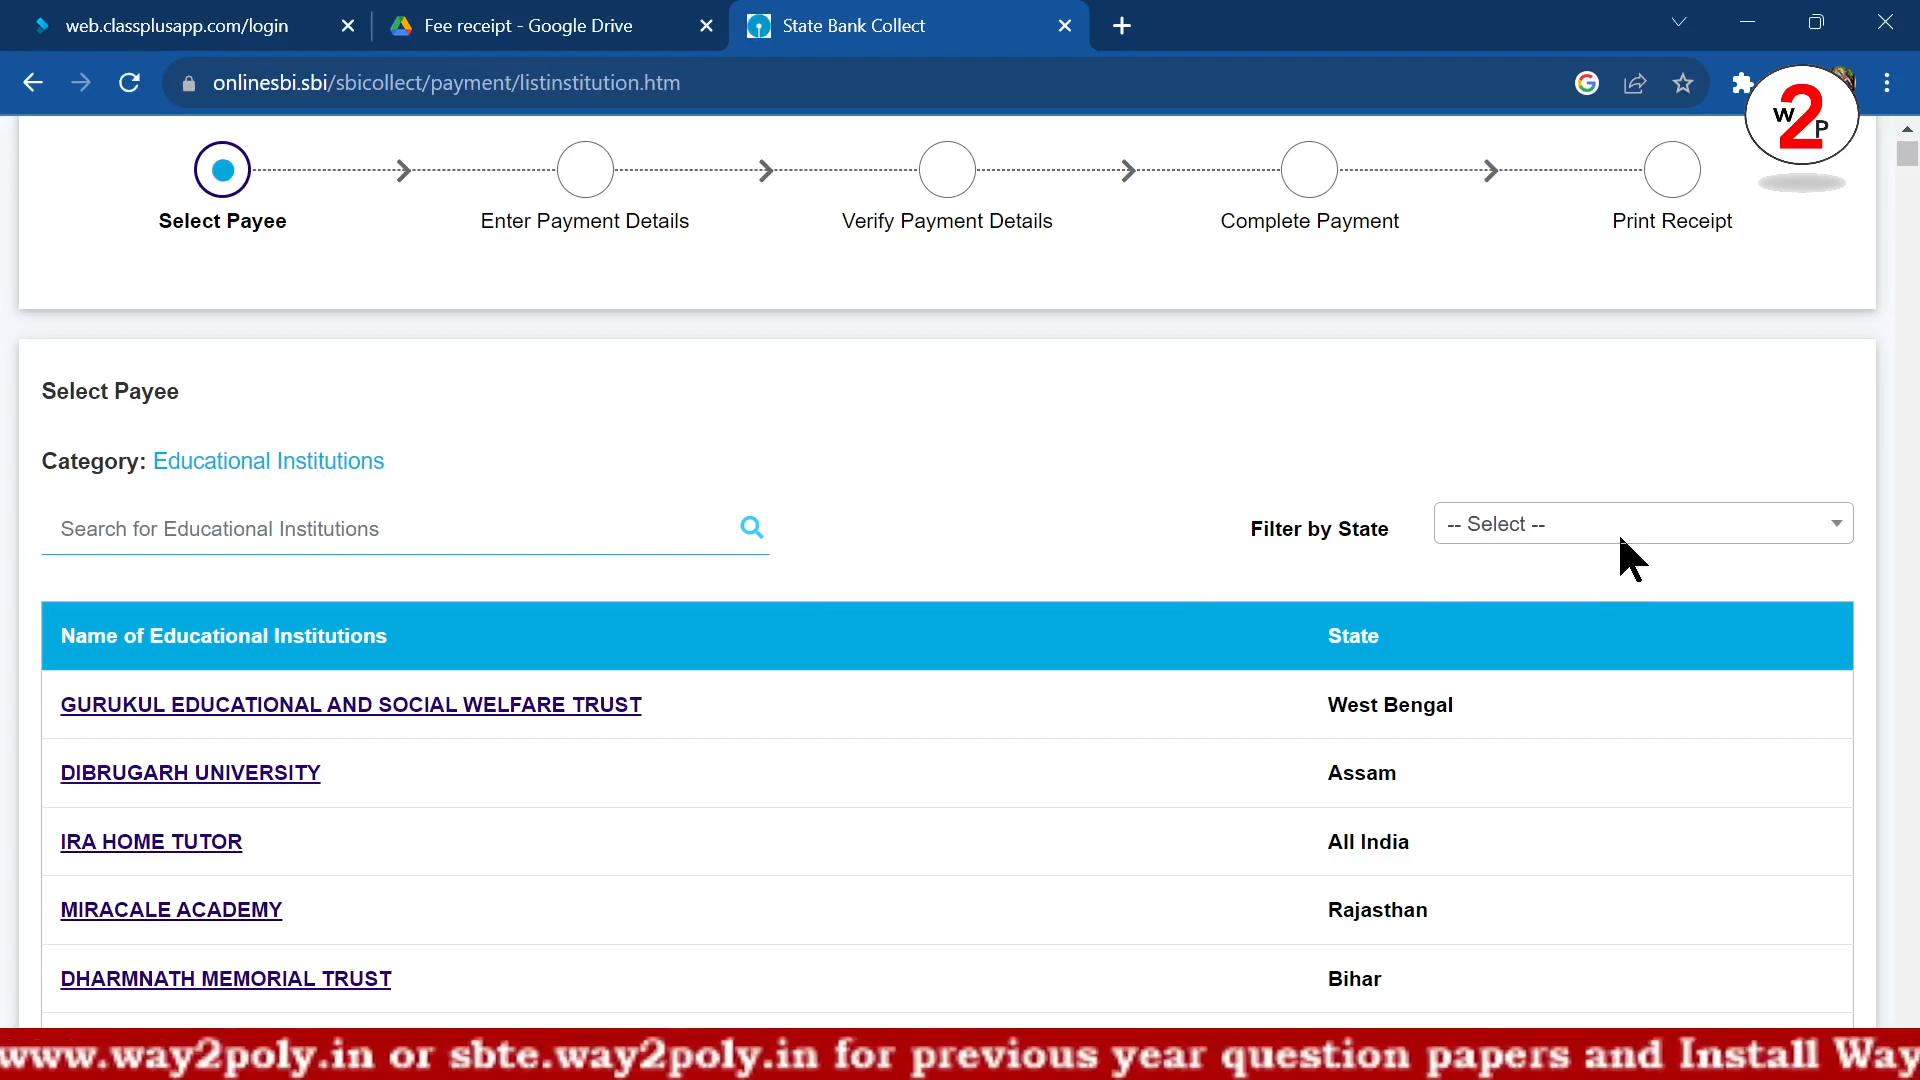 web.classplusapp.com/login
Fee receipt - Google Drive
State Bank Collect
onlinesbi.sbi/sbicollect/payment/listinstitution.htm
W2P
Select Payee
Enter Payment Details
Verify Payment Details
Complete Payment
Print Receipt
Select Payee
Category: Educational Institutions
Search for Educational Institutions
Filter by State
-- Select --
Name of Educational Institutions State
GURUKUL EDUCATIONAL AND SOCIAL WELFARE TRUST West Bengal
DIBRUGARH UNIVERSITY Assam
IRA HOME TUTOR All India
MIRACALE ACADEMY Rajasthan
DHARMNATH MEMORIAL TRUST Bihar
www.way2poly.in or sbte.way2poly.in for previous year question papers and Install Way